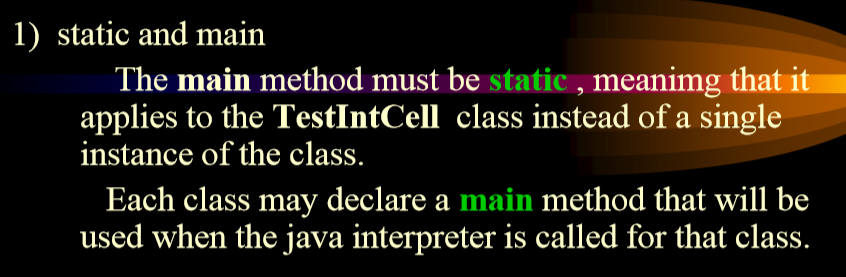 1) static and main
The main method must be static , meanimg that it
applies to the TestIntCell class instead of a single
instance of the class.
Each class may declare a main method that will be
used when the java interpreter is called for that class.